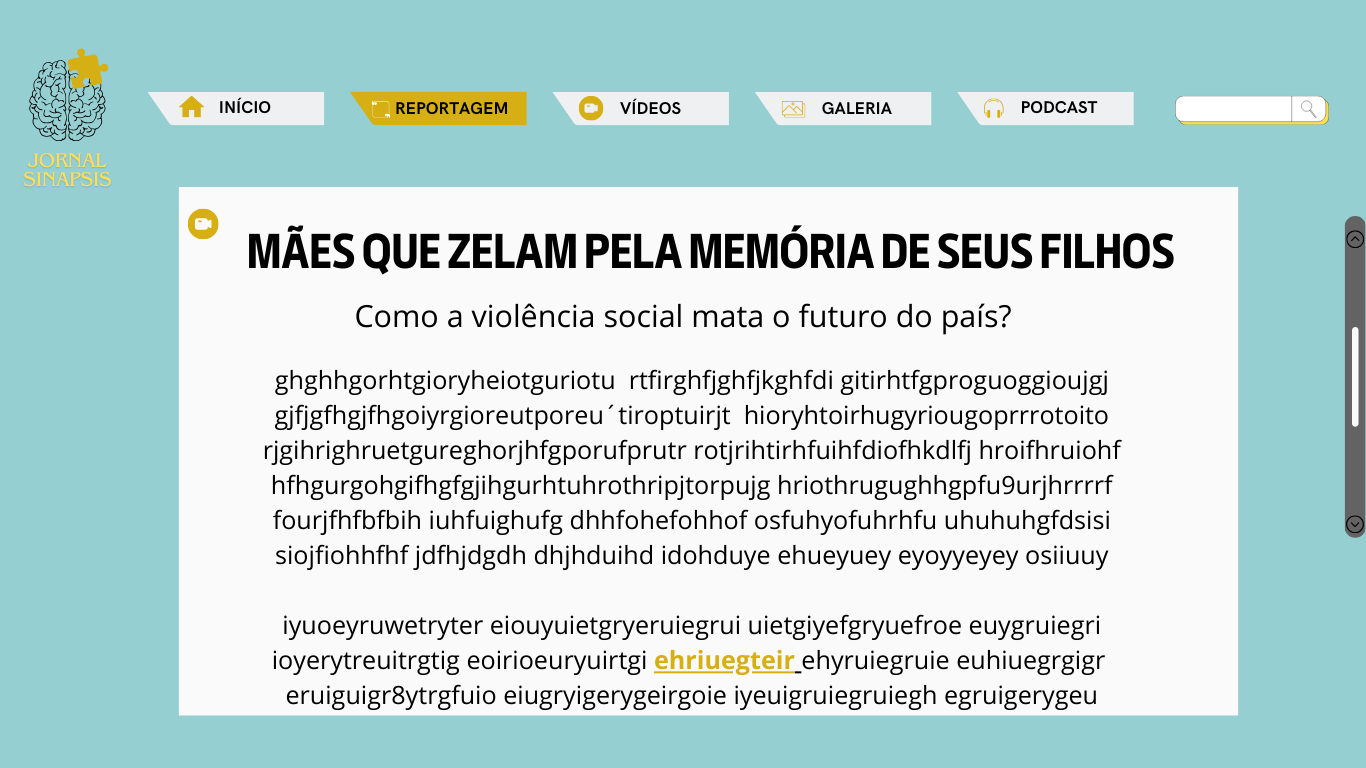 JORNAL
SINAPSIS
INÍCIO
REPORTAGEM
VÍDEOS
GALERIA
PODCAST
MÃES QUE ZELAM PELA MEMÓRIA DE SEUS FILHOS
Como a violência social mata o futuro do país?
ghghhgorhtgioryheiotguriotu rtfirghfjghfjkghfdi gitirhtfgproguoggioujgj
gjfjgfhgjfhgoiyrgioreutporeu´tiroptuirjt hioryhtoirhugyriougoprrrotoito
rjgihrighruetgureghorjhfgporufprutr rotjrihtirhfuihfdiofhkdlfj hroifhruiohf
hfhgurgohgifhgfgjihgurhtuhrothripjtorpujg hriothrugughhgpfu9urjhrrrrf
fourjfhfbfbih iuhfuighufg dhhfohefohhof osfuhyofuhrhfu uhuhuhgfdsisi
siojfiohhfhf jdfhjdgdh dhjhduihd idohduye ehueyuey eyoyyeyey osiiuuy
iyuoeyruwetryter eiouyuietgryeruiegrui uietgiyefgryuefroe euygruiegri
ioyerytreuitrgtig eoirioeuryuirtgi ehriuegteir ehyruiegruie euhiuegrgigr
eruiguigr8ytrgfuio eiugryigerygeirgoie iyeuigruiegruiegh egruigerygeu